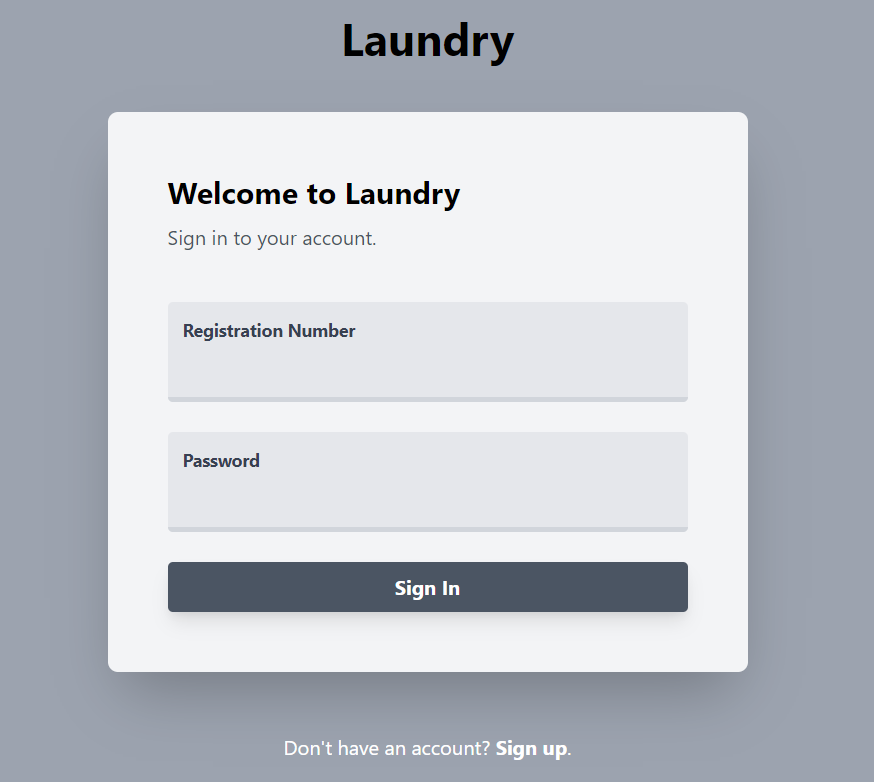 Laundry
Welcome to Laundry
Sign in to your account.
Registration Number
Password
Sign In
Don't have an account? Sign up.